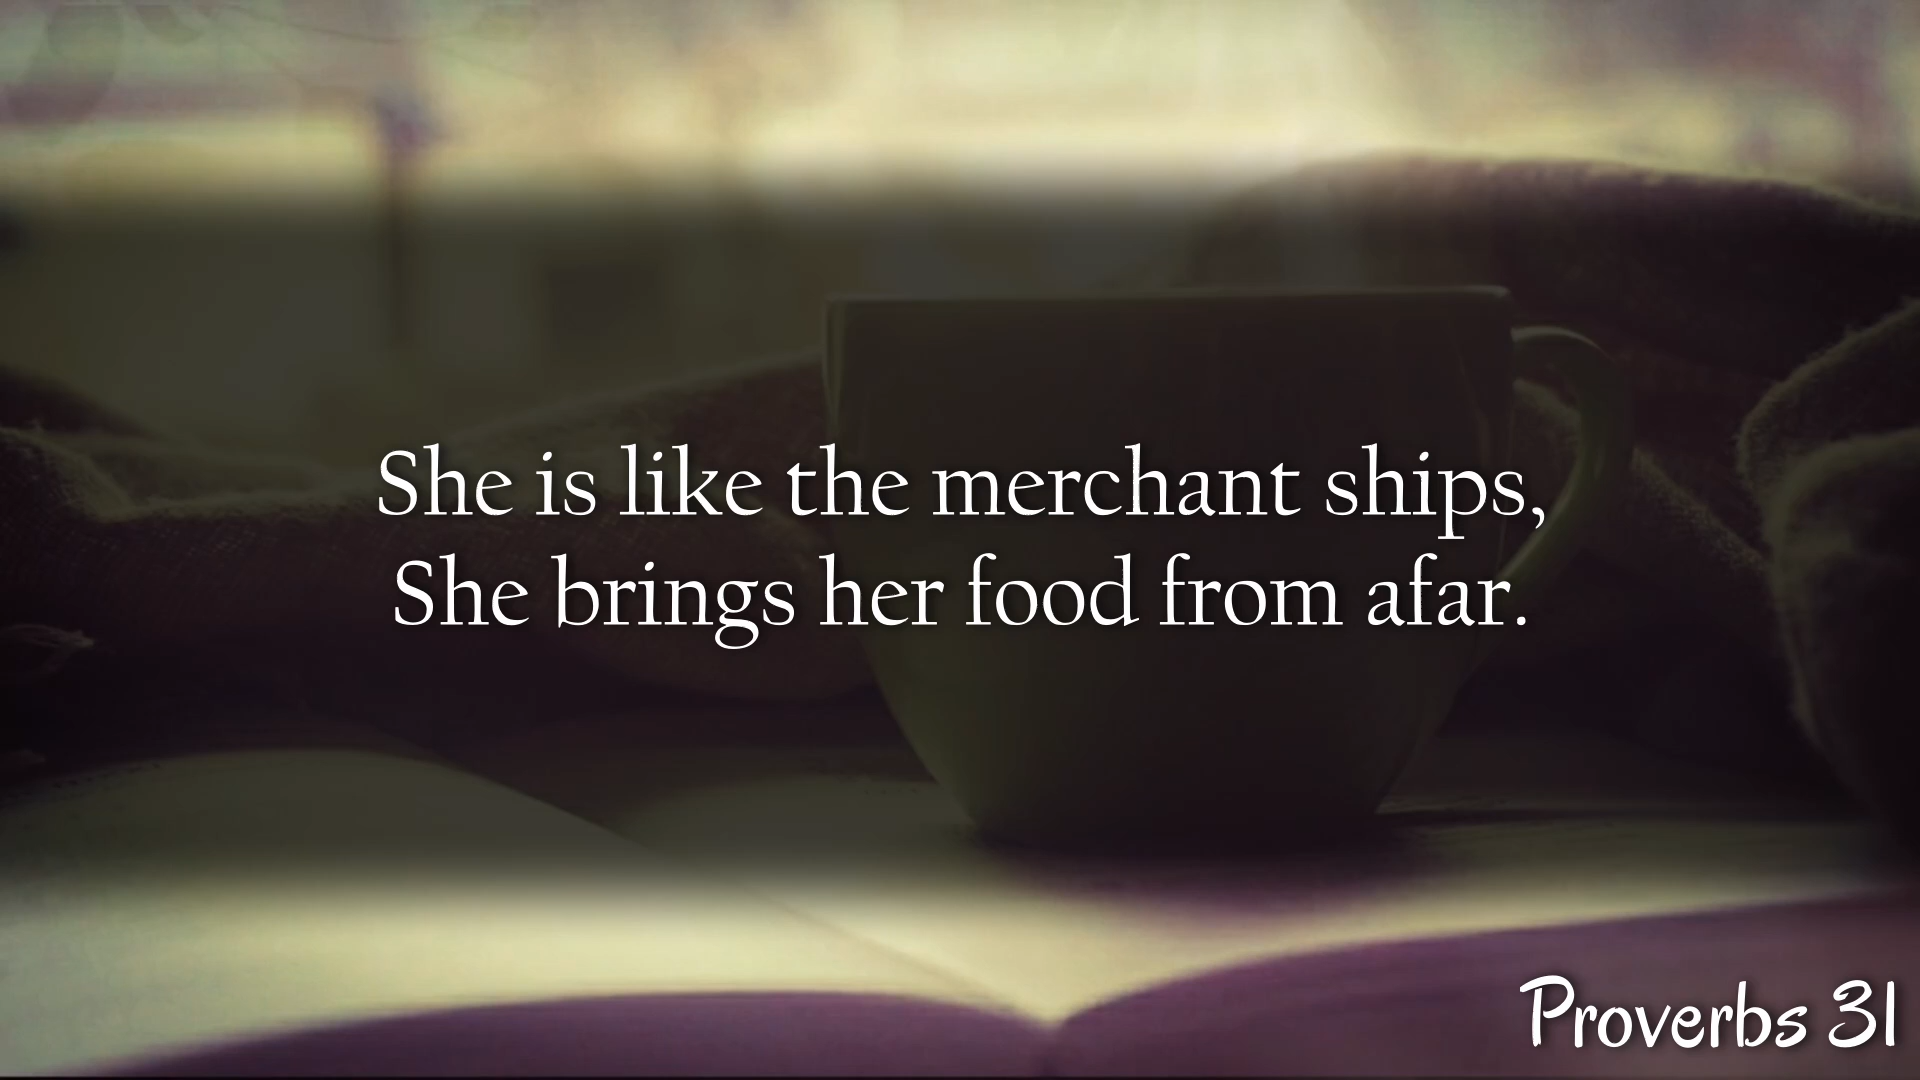 She is like the merchant ships,
She brings her food from afar.
Proverbs 31